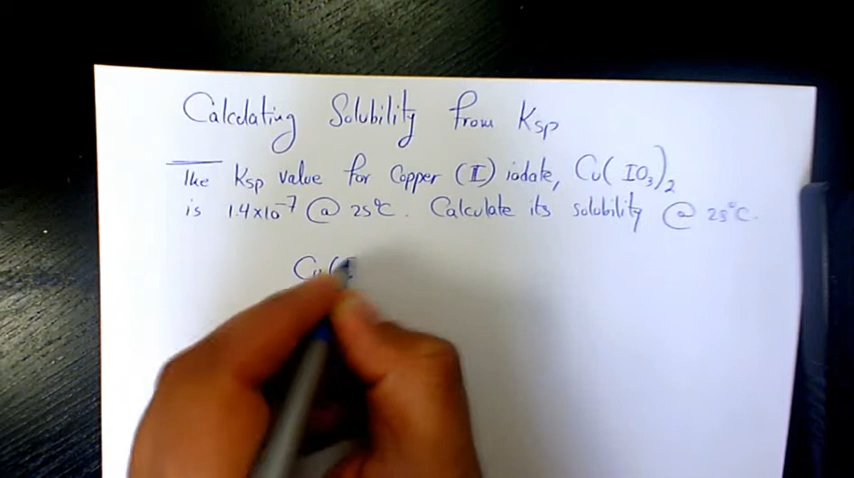 Calculating Solubility from Ksp
The Ksp value for Copper (I) iodate, Cu(IO₃)₂
is 1.4x10⁻⁷ @ 25°C. Calculate its solubility @ 25°C.
Cu(I